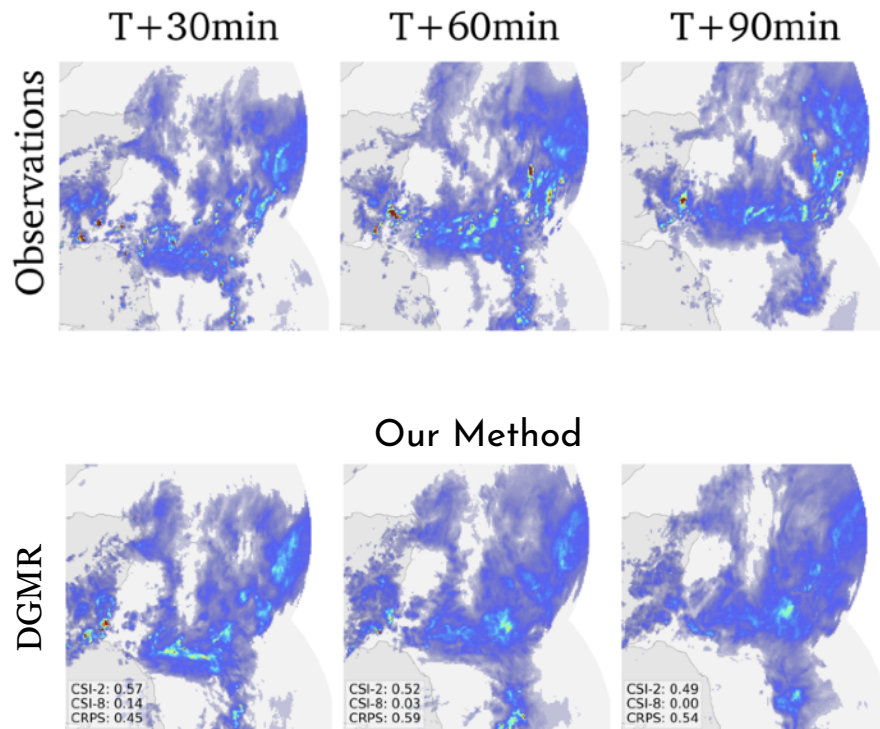 T+30min T+60min T+90min
Observations
Our Method
DGMR
CSI-2: 0.57
CSI-8: 0.14
CRPS: 0.45
CSI-2: 0.52
CSI-8: 0.03
CRPS: 0.59
CSI-2: 0.49
CSI-8: 0.00
CRPS: 0.54